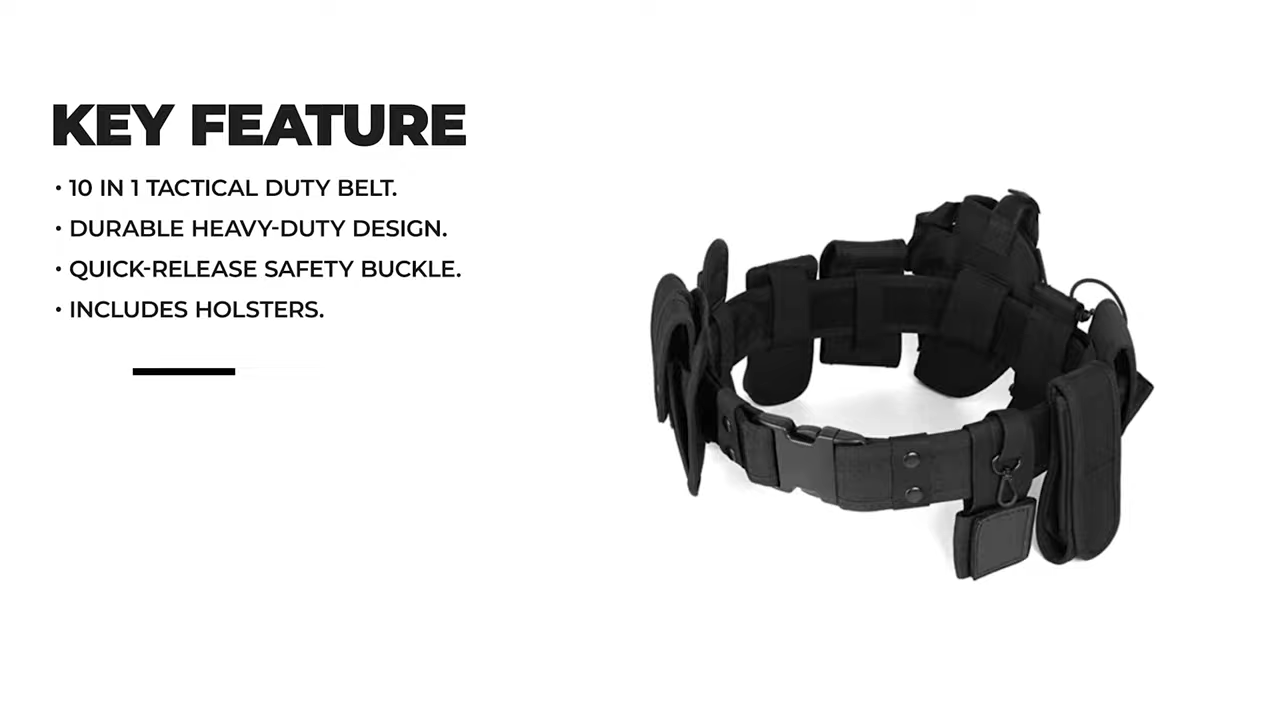 KEY FEATURE
• 10 IN 1 TACTICAL DUTY BELT.
• DURABLE HEAVY-DUTY DESIGN.
• QUICK-RELEASE SAFETY BUCKLE.
• INCLUDES HOLSTERS.